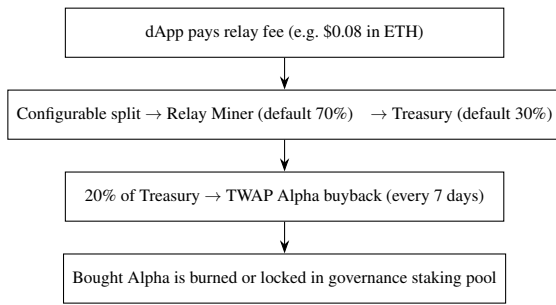 dApp pays relay fee (e.g. $0.08 in ETH)
Configurable split → Relay Miner (default 70%) → Treasury (default 30%)
20% of Treasury → TWAP Alpha buyback (every 7 days)
Bought Alpha is burned or locked in governance staking pool